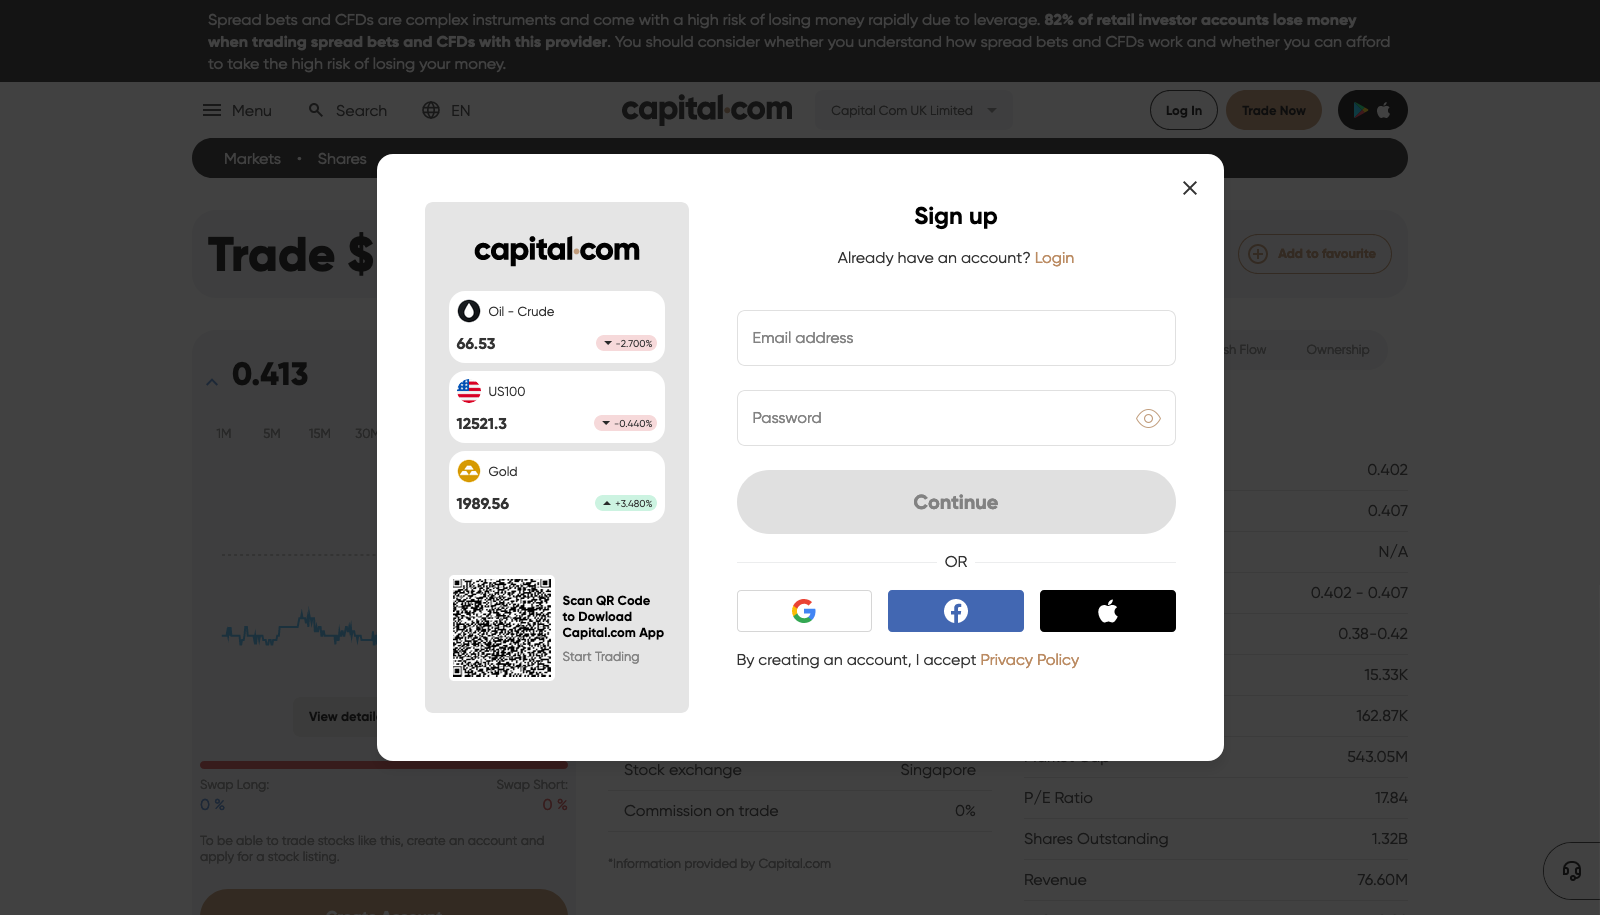 Spread bets and CFDs are complex instruments and come with a high risk of losing money rapidly due to leverage. 82% of retail investor accounts lose money
when trading spread bets and CFDs with this provider. You should consider whether you understand how spread bets and CFDs work and whether you can afford
to take the high risk of losing your money.
Menu
Search
EN
capital.com
Capital Com UK Limited
Log In
Trade Now
Markets • Shares
Trade $
Add to favourite
0.413
1M 5M 15M 30M
View details
Swap Long:
Swap Short:
0 %
0 %
To be able to trade stocks like this, create an account and
apply for a stock listing.
Create Account
capital.com
Oil - Crude
66.53
-2.700%
US100
12521.3
-0.440%
Gold
1989.56
+3.480%
Scan QR Code
to Dowload
Capital.com App
Start Trading
Sign up
Already have an account? Login
Email address
Password
Continue
OR
By creating an account, I accept Privacy Policy
Stock exchange Singapore
Commission on trade 0%
*Information provided by Capital.com
sh Flow
Ownership
0.402
0.407
N/A
0.402 - 0.407
0.38-0.42
15.33K
162.87K
543.05M
P/E Ratio 17.84
Shares Outstanding 1.32B
Revenue 76.60M